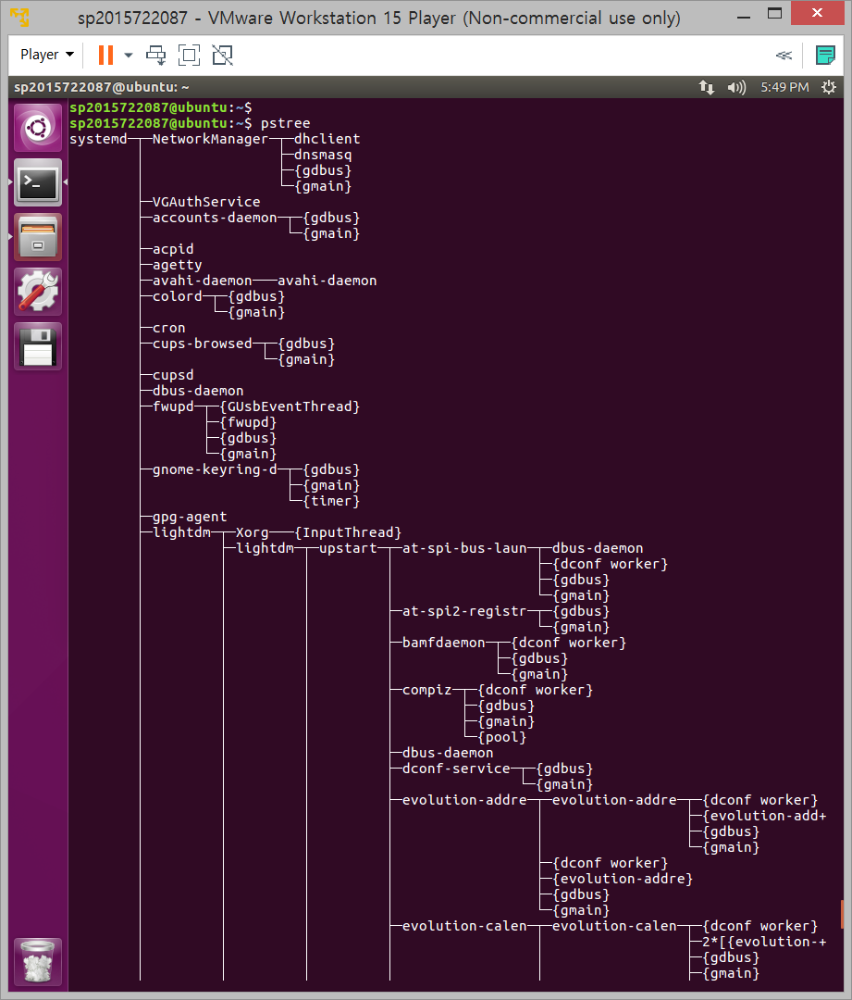 sp2015722087 - VMware Workstation 15 Player (Non-commercial use only)
Player
sp2015722087@ubuntu: ~
5:49 PM
sp2015722087@ubuntu:~$
sp2015722087@ubuntu:~$ pstree
systemd─┬─NetworkManager─┬─dhclient
        │                ├─dnsmasq
        │                ├─{gdbus}
        │                └─{gmain}
        ├─VGAuthService
        ├─accounts-daemon─┬─{gdbus}
        │                 └─{gmain}
        ├─acpid
        ├─agetty
        ├─avahi-daemon───avahi-daemon
        ├─colord─┬─{gdbus}
        │        └─{gmain}
        ├─cron
        ├─cups-browsed─┬─{gdbus}
        │              └─{gmain}
        ├─cupsd
        ├─dbus-daemon
        ├─fwupd─┬─{GUsbEventThread}
        │       ├─{fwupd}
        │       ├─{gdbus}
        │       └─{gmain}
        ├─gnome-keyring-d─┬─{gdbus}
        │                 ├─{gmain}
        │                 └─{timer}
        ├─gpg-agent
        ├─lightdm─┬─Xorg───{InputThread}
        │         ├─lightdm─┬─upstart─┬─at-spi-bus-laun─┬─dbus-daemon
        │         │         │         │                 ├─{dconf worker}
        │         │         │         │                 ├─{gdbus}
        │         │         │         │                 └─{gmain}
        │         │         │         ├─at-spi2-registr─┬─{gdbus}
        │         │         │         │                 └─{gmain}
        │         │         │         ├─bamfdaemon─┬─{dconf worker}
        │         │         │         │            ├─{gdbus}
        │         │         │         │            └─{gmain}
        │         │         │         ├─compiz─┬─{dconf worker}
        │         │         │         │        ├─{gdbus}
        │         │         │         │        ├─{gmain}
        │         │         │         │        └─{pool}
        │         │         │         ├─dbus-daemon
        │         │         │         ├─dconf-service─┬─{gdbus}
        │         │         │         │               └─{gmain}
        │         │         │         ├─evolution-addre─┬─evolution-addre─┬─{dconf worker}
        │         │         │         │                 │                 ├─{evolution-add+
        │         │         │         │                 │                 ├─{gdbus}
        │         │         │         │                 │                 └─{gmain}
        │         │         │         │                 ├─{dconf worker}
        │         │         │         │                 ├─{evolution-addre}
        │         │         │         │                 ├─{gdbus}
        │         │         │         │                 └─{gmain}
        │         │         │         ├─evolution-calen─┬─evolution-calen─┬─{dconf worker}
        │         │         │         │                 │                 ├─2*[{evolution-+
        │         │         │         │                 │                 ├─{gdbus}
        │         │         │         │                 │                 ├─{gmain}